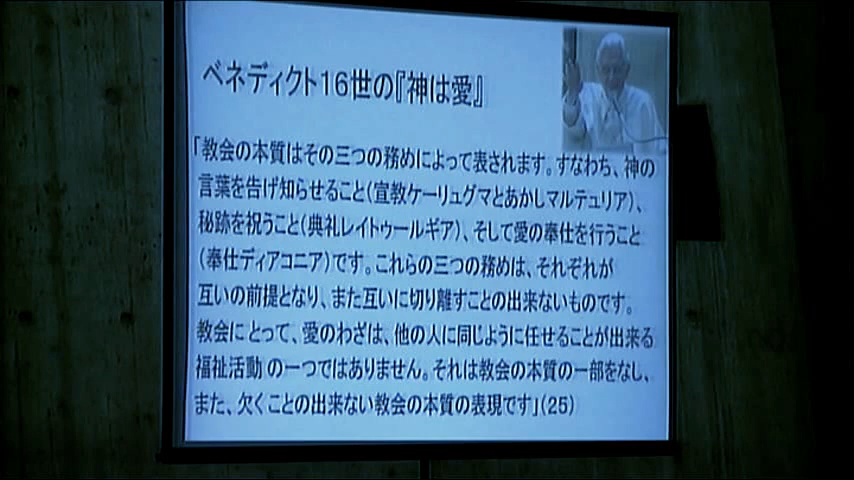 ベネディクト16世の『神は愛』
「教会の本質はその三つの務めによって表されます。すなわち、神の
言葉を告げ知らせること(宣教ケーリュグマとあかしマルテュリア)、
秘跡を祝うこと(典礼レイトゥールギア)、そして愛の奉仕を行うこと
(奉仕ディアコニア)です。これらの三つの務めは、それぞれが
互いの前提となり、また互いに切り離すことの出来ないものです。
教会にとって、愛のわざは、他の人に同じように任せることが出来る
福祉活動の一つではありません。それは教会の本質の一部をなし、
また、欠くことの出来ない教会の本質の表現です」(25)